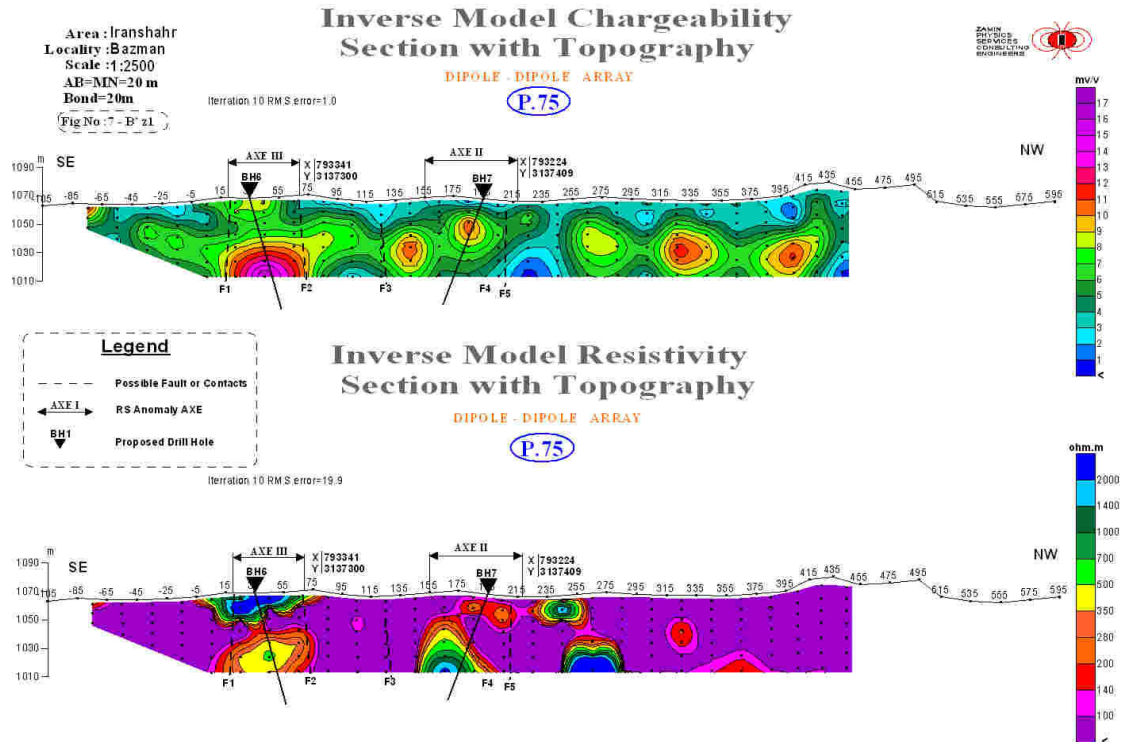 Inverse Model Chargeability
Section with Topography
DIPOLE - DIPOLE ARRAY
P.75
Area : Iranshahr
Locality :Bazman
Scale :1:2500
AB=MN=20 m
Bond=20m
Fig No :7 - B' z1
Iterration 10 RMS error=1.0
ZAMIN
PHYSICS
SERVICES
CONSULTING
ENGINEERS
mv/v
17
16
15
14
13
12
11
10
9
8
7
6
5
4
3
2
1
<
m SE NW
AXE III X 793341 AXE II X 793224
BH6 Y 3137300 BH7 Y 3137409
1090
1070
1050
1030
1010
-105 -85 -65 -45 -25 -5 15 55 75 95 115 135 155 175 215 235 255 275 295 315 335 355 375 395 415 435 455 475 495 515 535 555 575 595
F1 F2 F3 F4 F5
Legend
Possible Fault or Contacts
AXE I RS Anomaly AXE
BH1 Proposed Drill Hole
Inverse Model Resistivity
Section with Topography
DIPOLE - DIPOLE ARRAY
P.75
Iterration 10 RMS error=19.9
ohm.m
2000
1400
1000
700
500
350
280
200
140
100
<
m SE NW
AXE III X 793341 AXE II X 793224
BH6 Y 3137300 BH7 Y 3137409
1090
1070
1050
1030
1010
-105 -85 -65 -45 -25 -5 15 55 75 95 115 135 155 175 215 235 255 275 295 315 335 355 375 395 415 435 455 475 495 515 535 555 575 595
F1 F2 F3 F4 F5